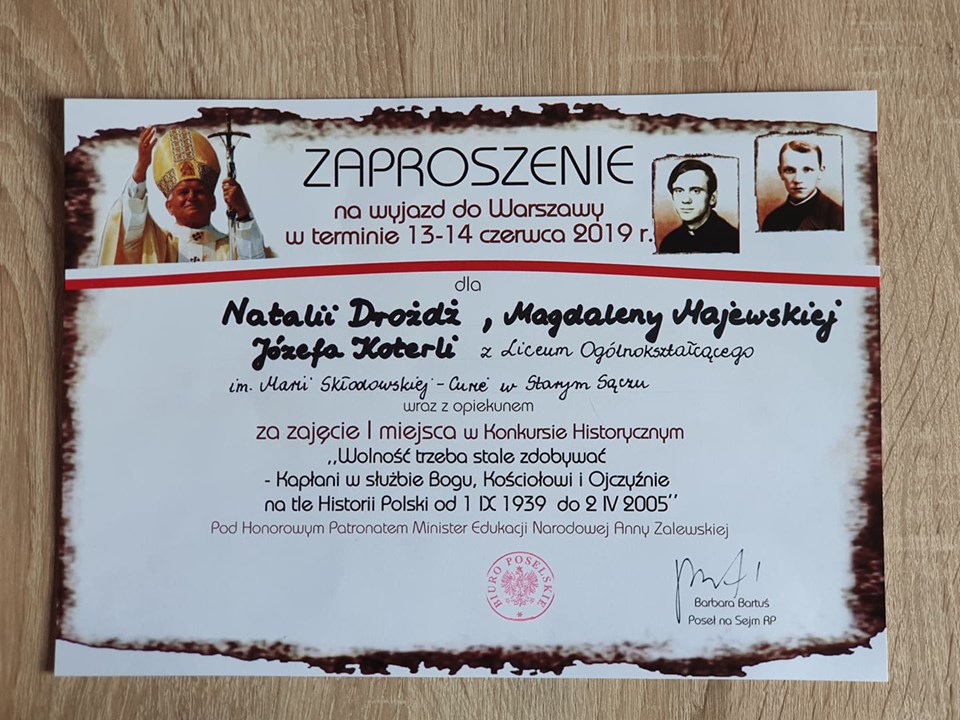 ZAPROSZENIE
na wyjazd do Warszawy
w terminie 13-14 czerwca 2019 r.
dla
Natalii Drożdż, Magdaleny Majewskiej
Józefa Koterli z Liceum Ogólnokształcącego
im. Marii Skłodowskiej - Curie w Starym Sączu
wraz z opiekunem
za zajęcie I miejsca w Konkursie Historycznym
,,Wolność trzeba stale zdobywać
- Kapłani w służbie Bogu, Kościołowi i Ojczyźnie
na tle Historii Polski od 1 IX 1939 do 2 IV 2005''
Pod Honorowym Patronatem Minister Edukacji Narodowej Anny Zalewskiej
BIURO POSELSKIE
Barbara Bartuś
Poseł na Sejm RP